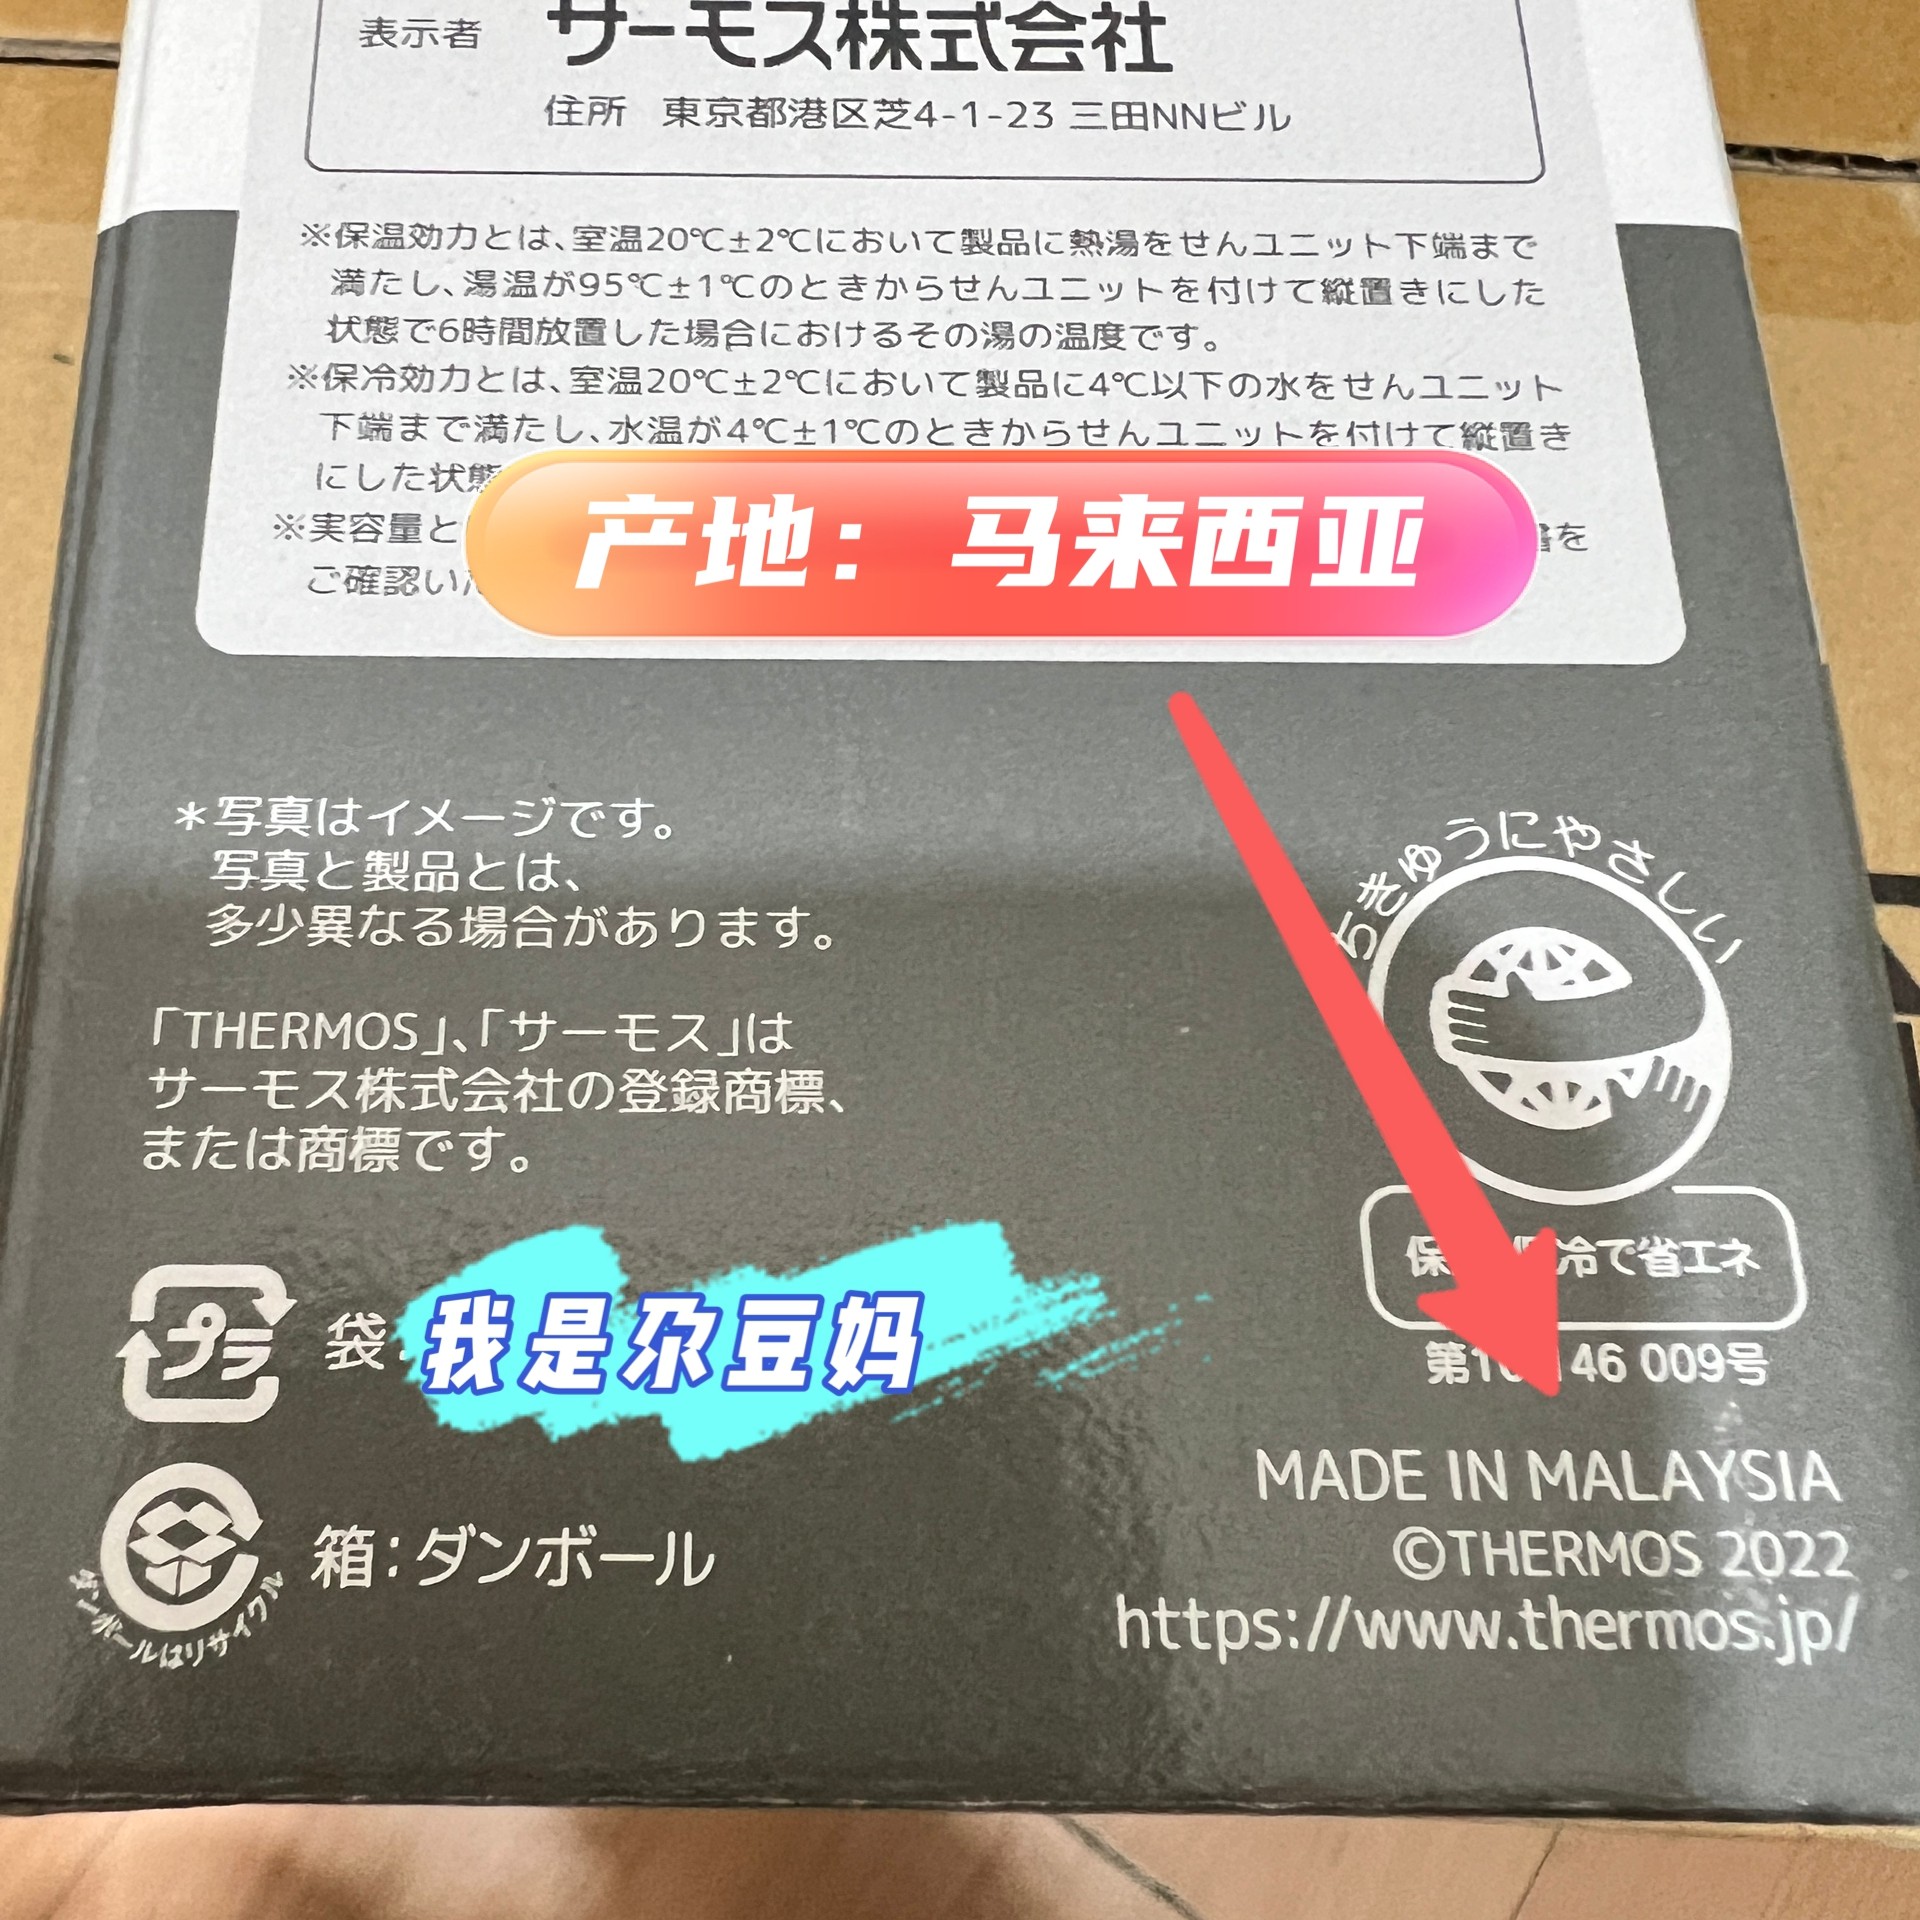 表示者 サーモス株式会社
住所 東京都港区芝4-1-23 三田NNビル
※保温効力とは、室温20℃±2℃において製品に熱湯をせんユニット下端まで
満たし、湯温が95℃±1℃のときからせんユニットを付けて縦置きにした
状態で6時間放置した場合におけるその湯の温度です。
※保冷効力とは、室温20℃±2℃において製品に4℃以下の水をせんユニット
下端まで満たし、水温が4℃±1℃のときからせんユニットを付けて縦置き
にした状態
※実容量と を
ご確認い
产地：马来西亚
＊写真はイメージです。
写真と製品とは、
多少異なる場合があります。
「THERMOS」、「サーモス」は
サーモス株式会社の登録商標、
または商標です。
ちきゅうにやさしい
保 冷で省エネ
第 146 009号
プラ 袋:
我是尕豆妈
箱:ダンボール
ダンボールはリサイクル
MADE IN MALAYSIA
©THERMOS 2022
https://www.thermos.jp/